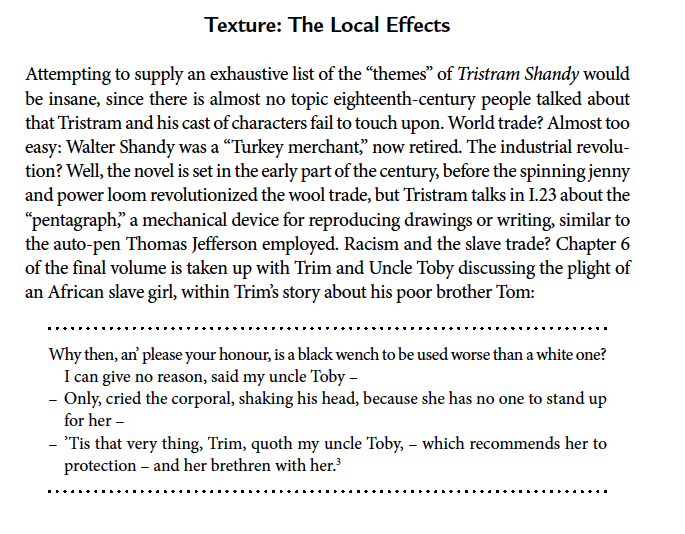 Texture: The Local Effects
Attempting to supply an exhaustive list of the “themes” of Tristram Shandy would
be insane, since there is almost no topic eighteenth-century people talked about
that Tristram and his cast of characters fail to touch upon. World trade? Almost too
easy: Walter Shandy was a “Turkey merchant,” now retired. The industrial revolu-
tion? Well, the novel is set in the early part of the century, before the spinning jenny
and power loom revolutionized the wool trade, but Tristram talks in I.23 about the
“pentagraph,” a mechanical device for reproducing drawings or writing, similar to
the auto-pen Thomas Jefferson employed. Racism and the slave trade? Chapter 6
of the final volume is taken up with Trim and Uncle Toby discussing the plight of
an African slave girl, within Trim’s story about his poor brother Tom:
Why then, an’ please your honour, is a black wench to be used worse than a white one?
I can give no reason, said my uncle Toby –
– Only, cried the corporal, shaking his head, because she has no one to stand up
for her –
– ’Tis that very thing, Trim, quoth my uncle Toby, – which recommends her to
protection – and her brethren with her.³